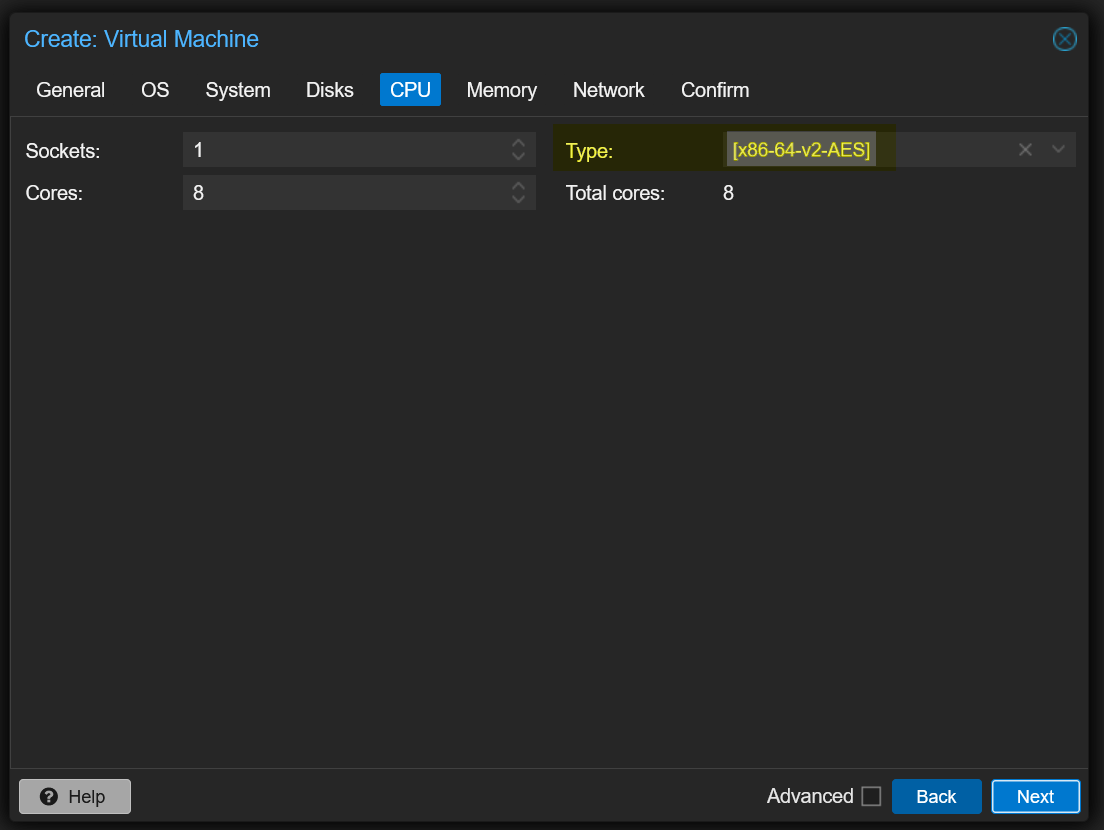 Create: Virtual Machine
General OS System Disks CPU Memory Network Confirm
Sockets: 1 Type: [x86-64-v2-AES]
Cores: 8 Total cores: 8
Help Advanced Back Next